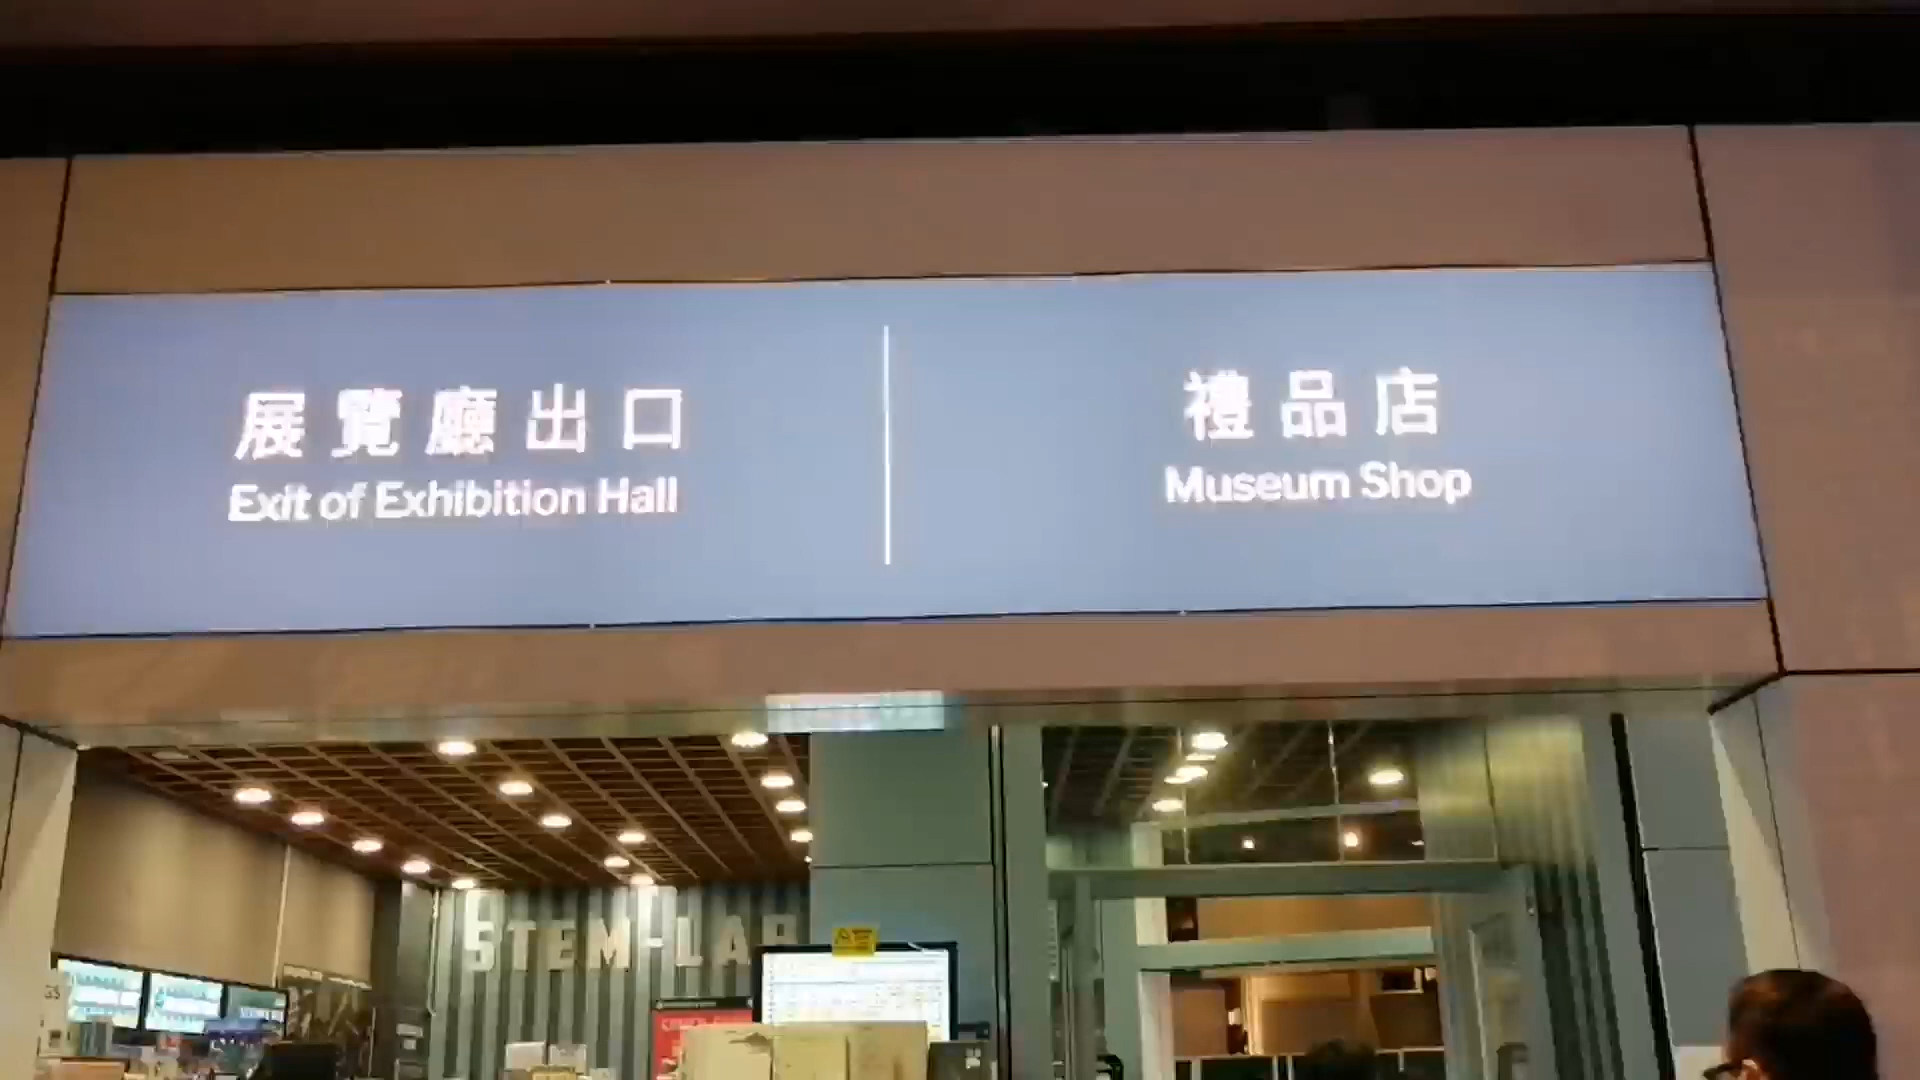 展覽廳出口
Exit of Exhibition Hall
禮品店
Museum Shop
STEM-LAB